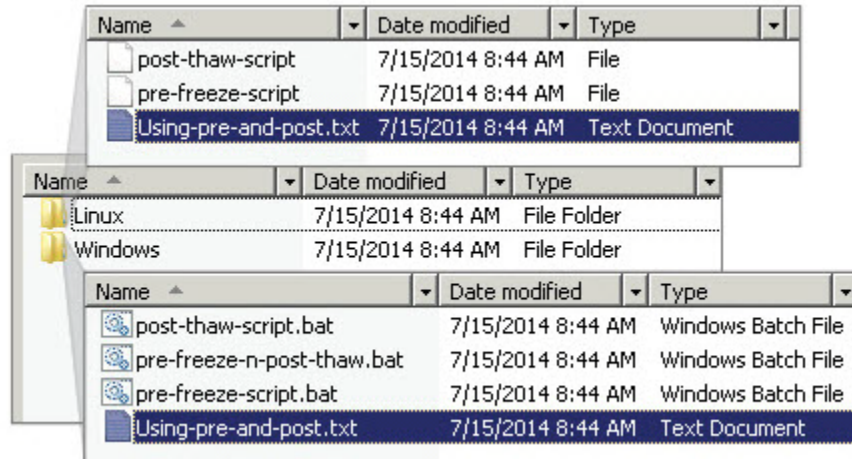 Name Date modified Type
post-thaw-script 7/15/2014 8:44 AM File
pre-freeze-script 7/15/2014 8:44 AM File
Using-pre-and-post.txt 7/15/2014 8:44 AM Text Document
Name Date modified Type
Linux 7/15/2014 8:44 AM File Folder
Windows 7/15/2014 8:44 AM File Folder
Name Date modified Type
post-thaw-script.bat 7/15/2014 8:44 AM Windows Batch File
pre-freeze-n-post-thaw.bat 7/15/2014 8:44 AM Windows Batch File
pre-freeze-script.bat 7/15/2014 8:44 AM Windows Batch File
Using-pre-and-post.txt 7/15/2014 8:44 AM Text Document